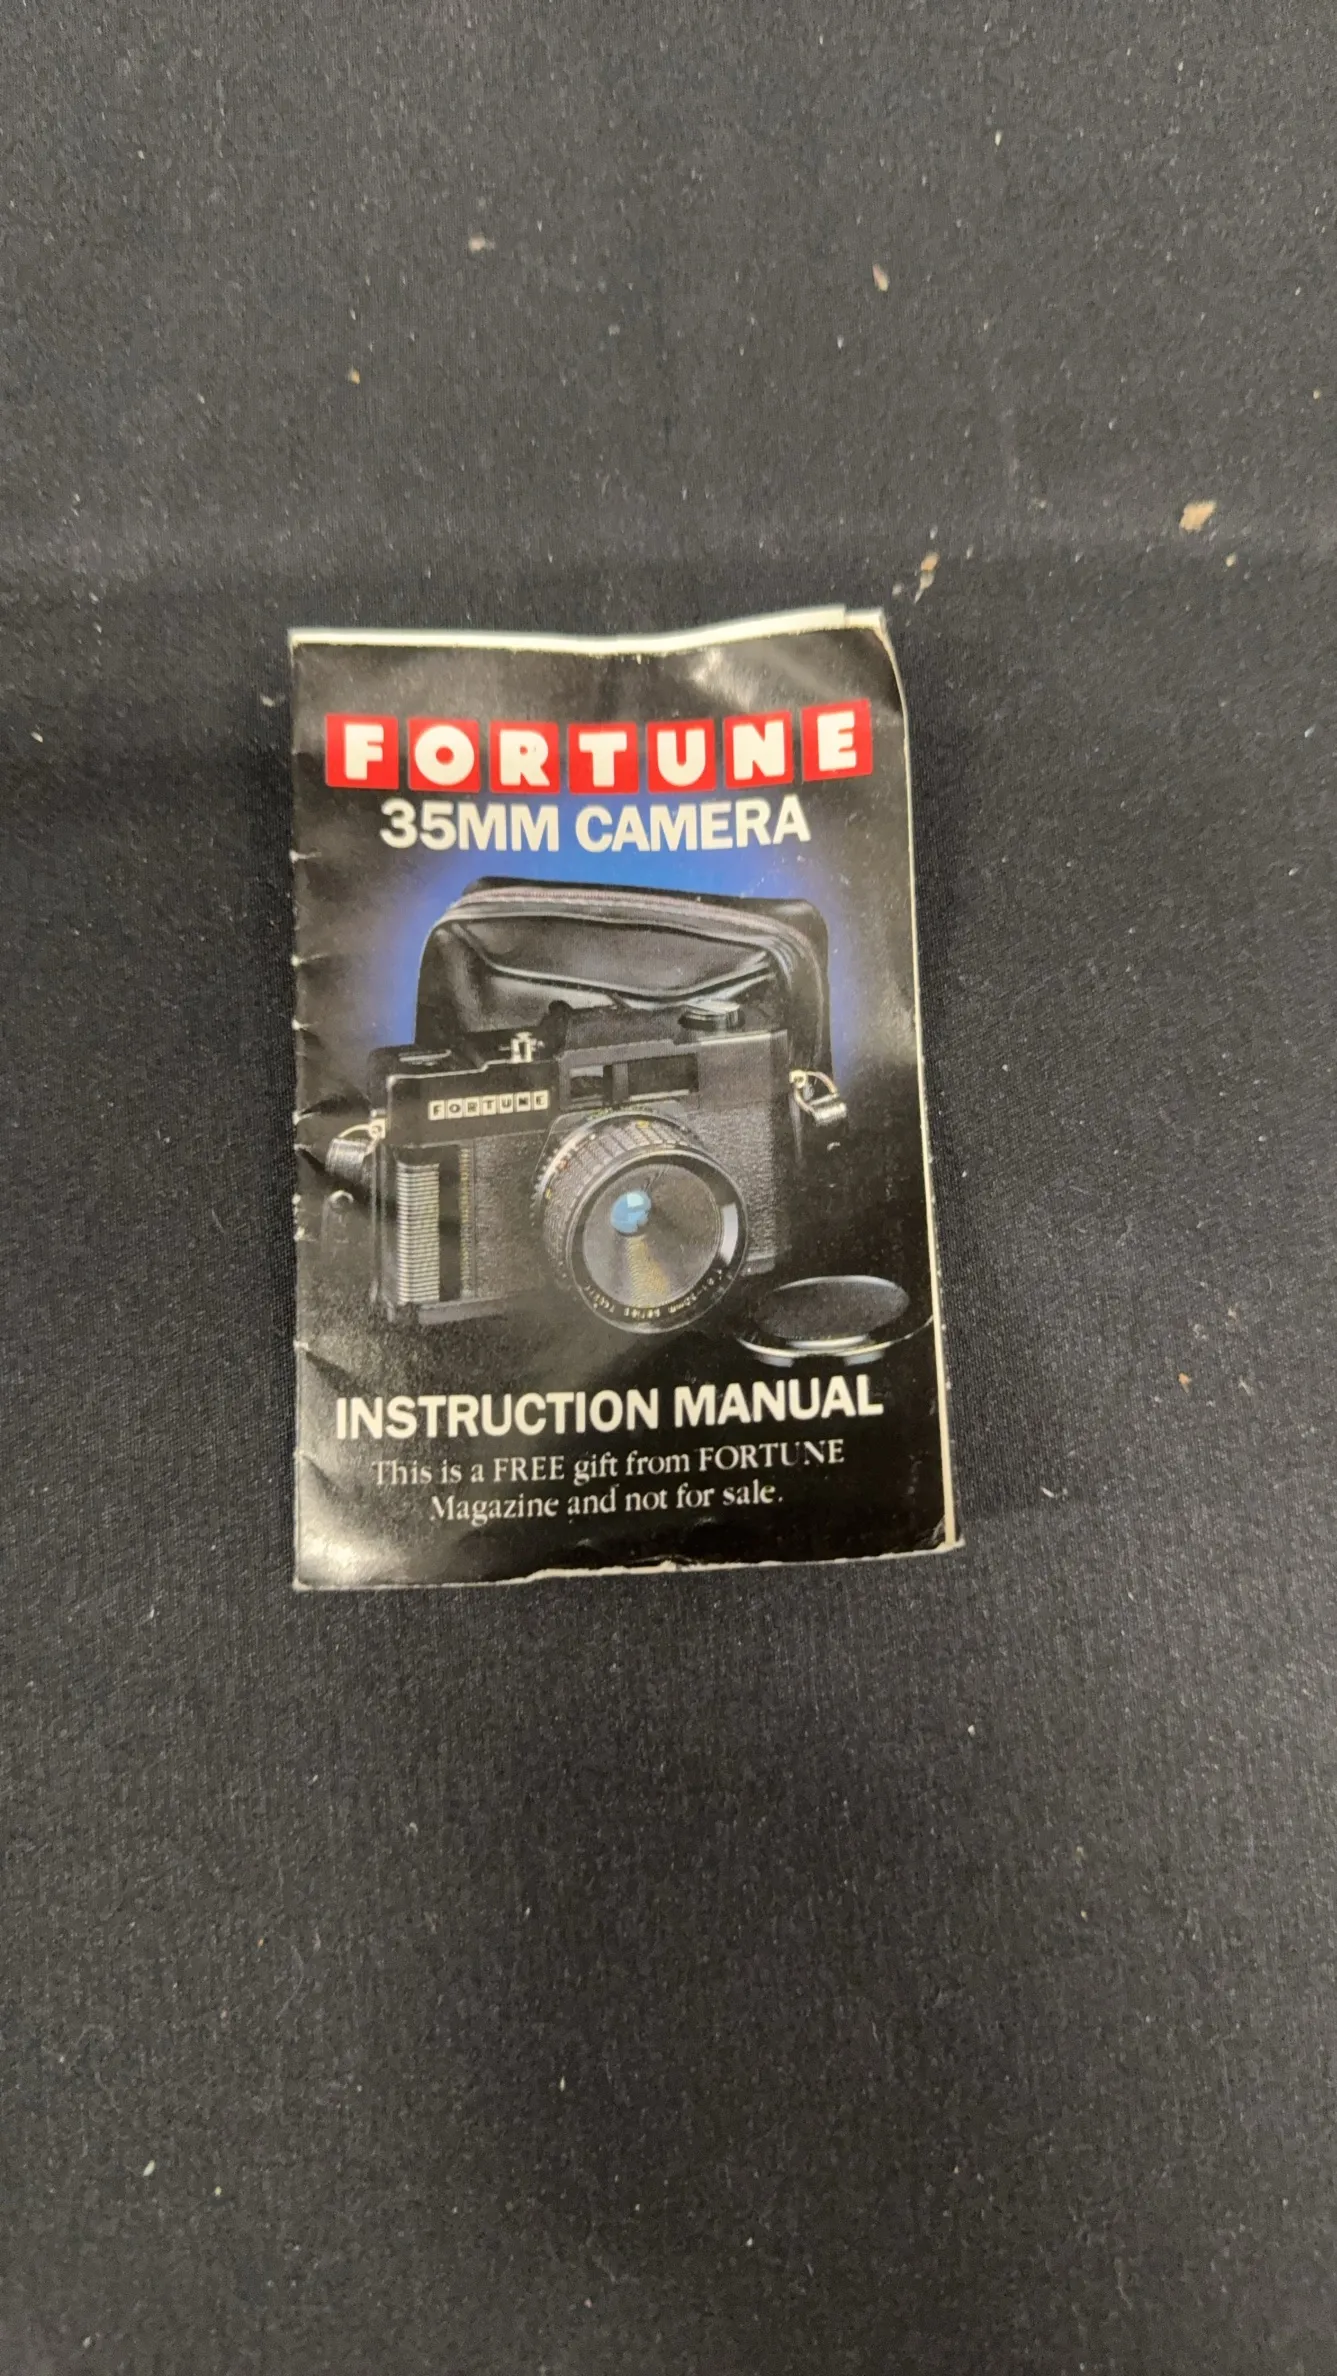 FORTUNE
35MM CAMERA
FORTUNE
INSTRUCTION MANUAL
This is a FREE gift from FORTUNE
Magazine and not for sale.